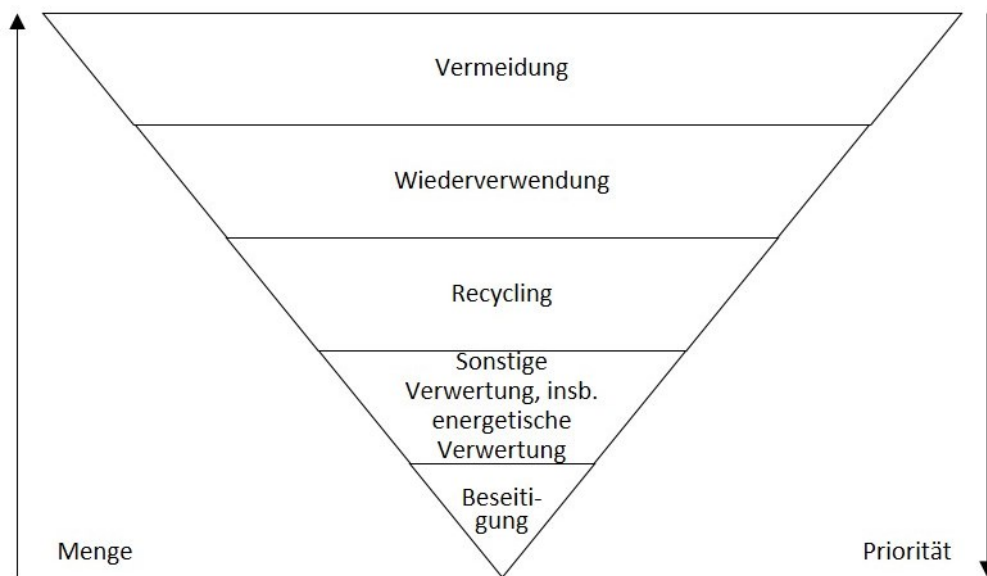 Vermeidung
Wiederverwendung
Recycling
Sonstige
Verwertung, insb.
energetische
Verwertung
Beseiti-
gung
Menge
Priorität